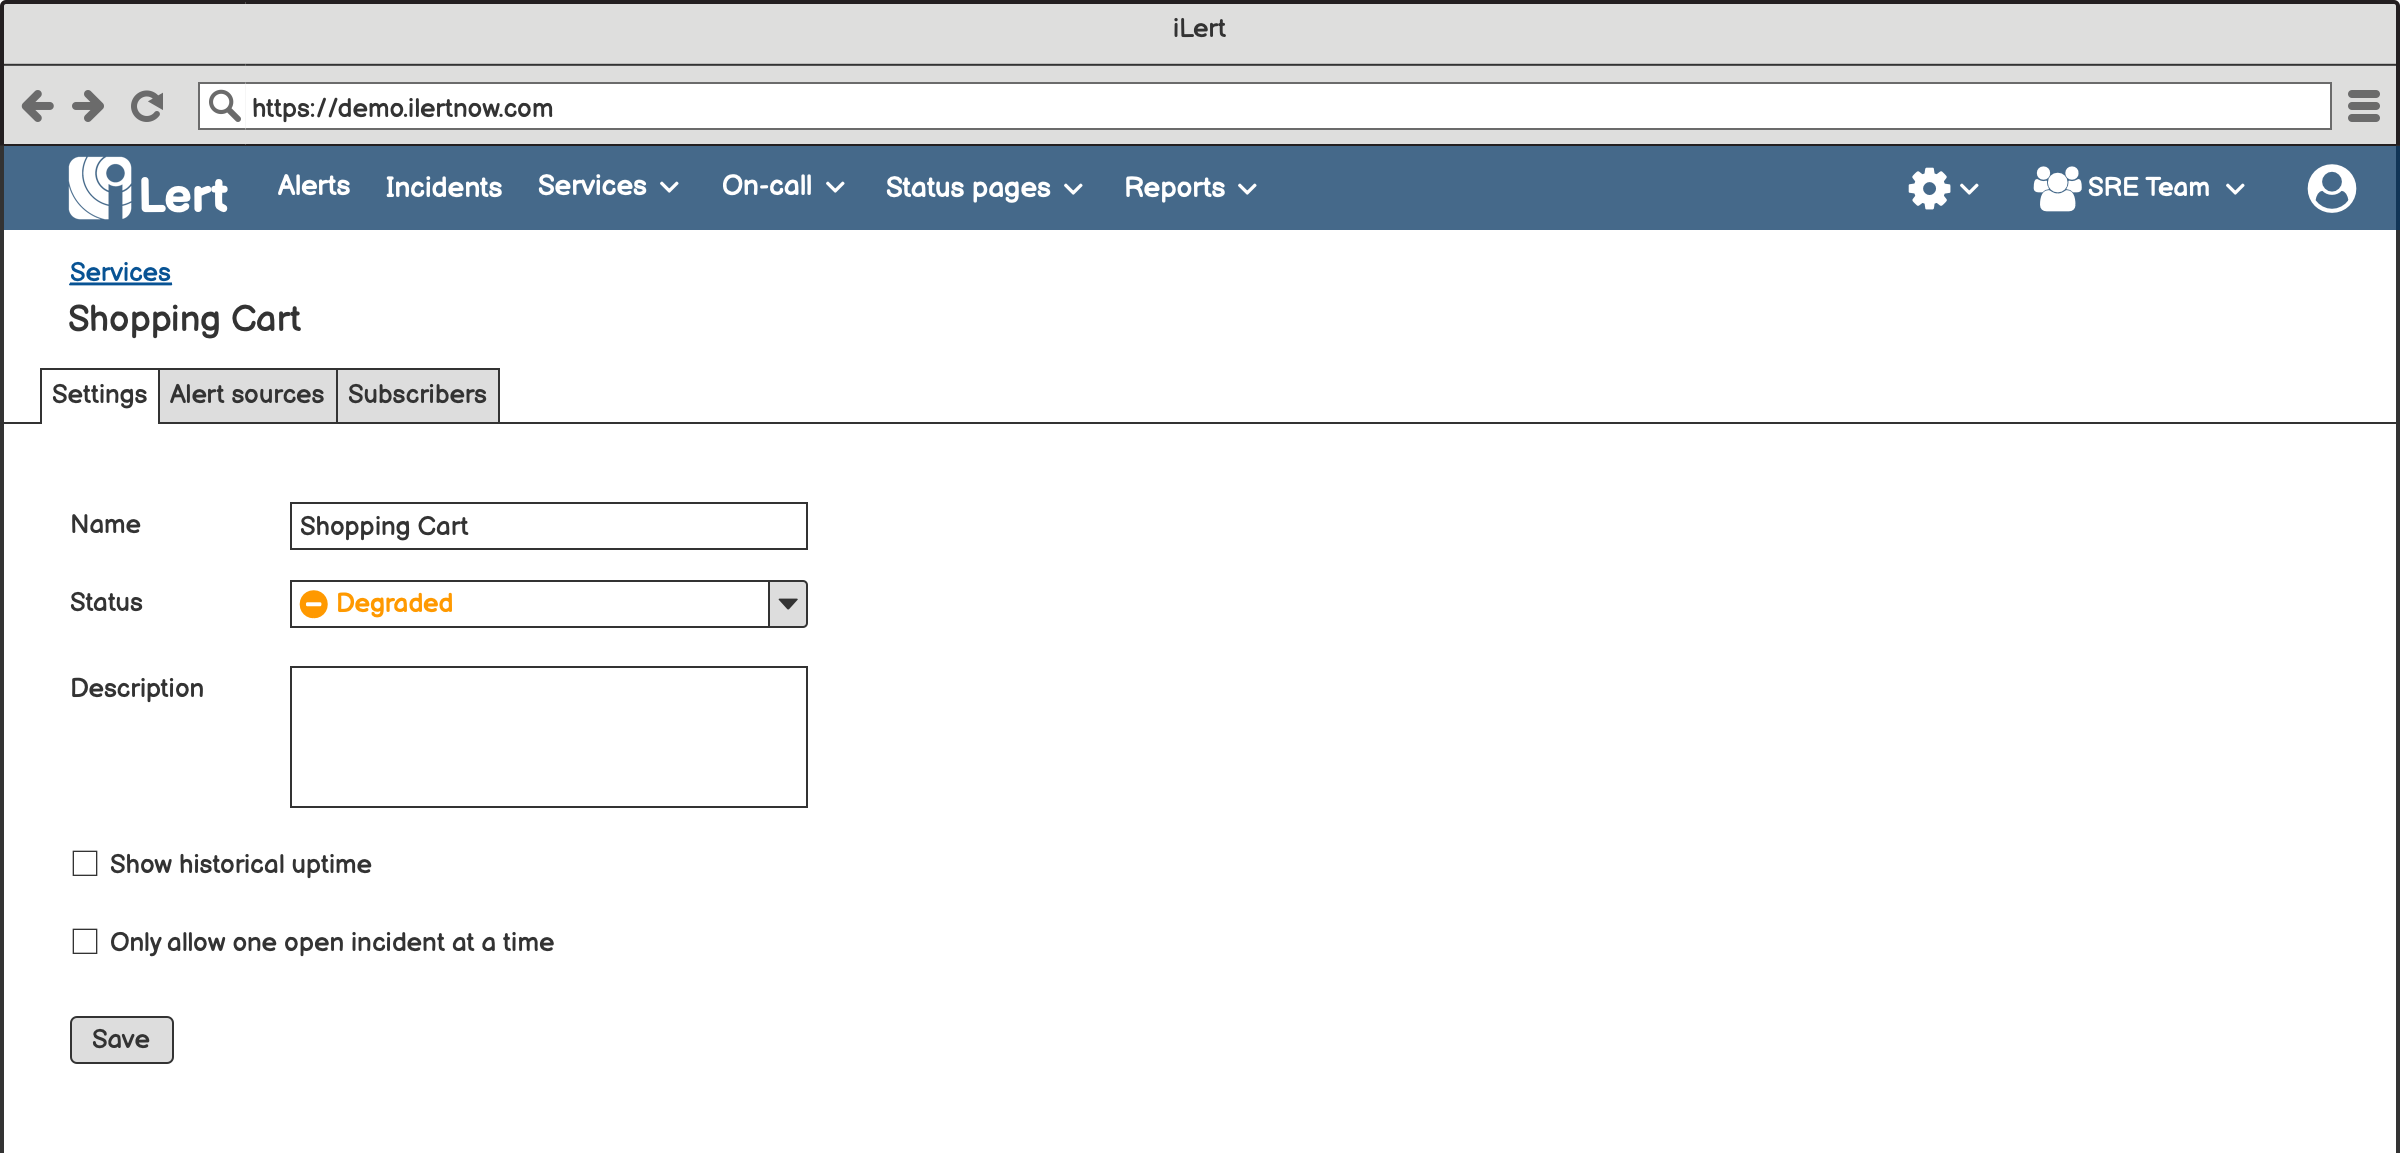 iLert
https://demo.ilertnow.com
iLert Alerts Incidents Services On-call Status pages Reports SRE Team
Services
Shopping Cart
Settings Alert sources Subscribers
Name Shopping Cart
Status Degraded
Description
Show historical uptime
Only allow one open incident at a time
Save